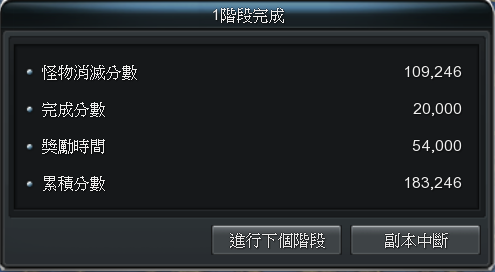 1階段完成
怪物消滅分數 109,246
完成分數 20,000
獎勵時間 54,000
累積分數 183,246
進行下個階段 副本中斷